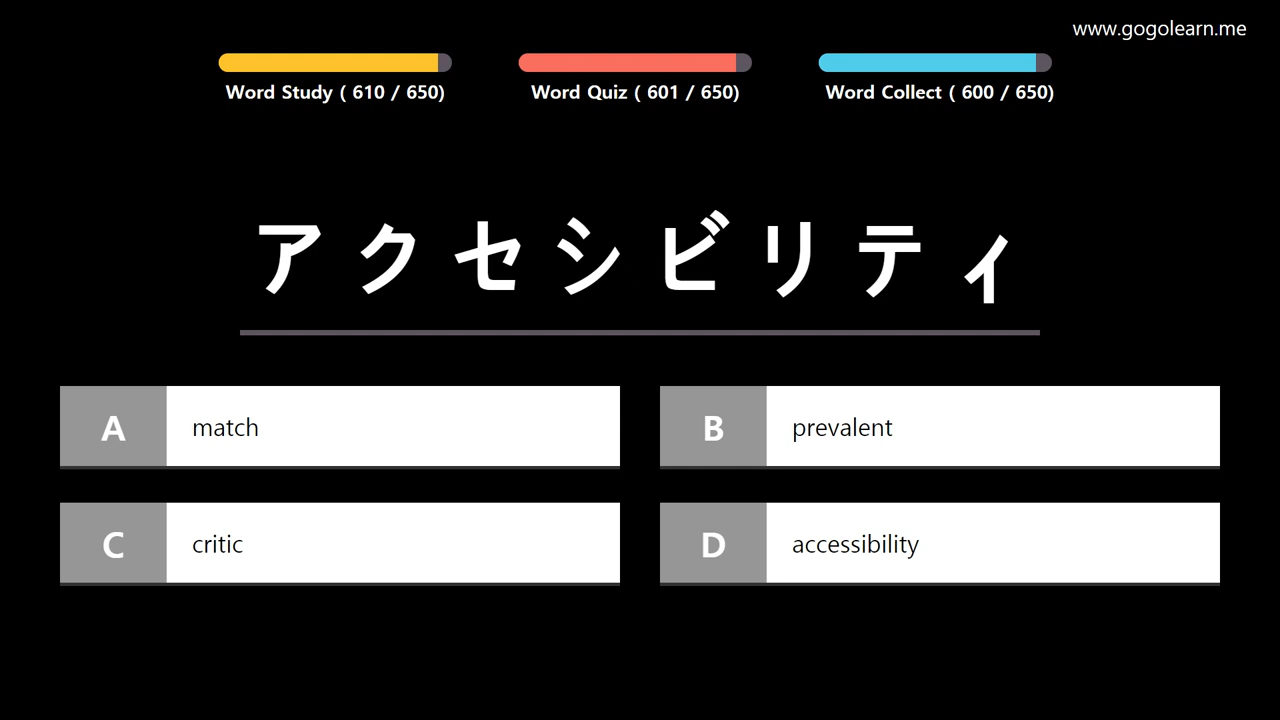 www.gogolearn.me
Word Study ( 610 / 650)
Word Quiz ( 601 / 650)
Word Collect ( 600 / 650)
アクセシビリティ
A match
B prevalent
C critic
D accessibility